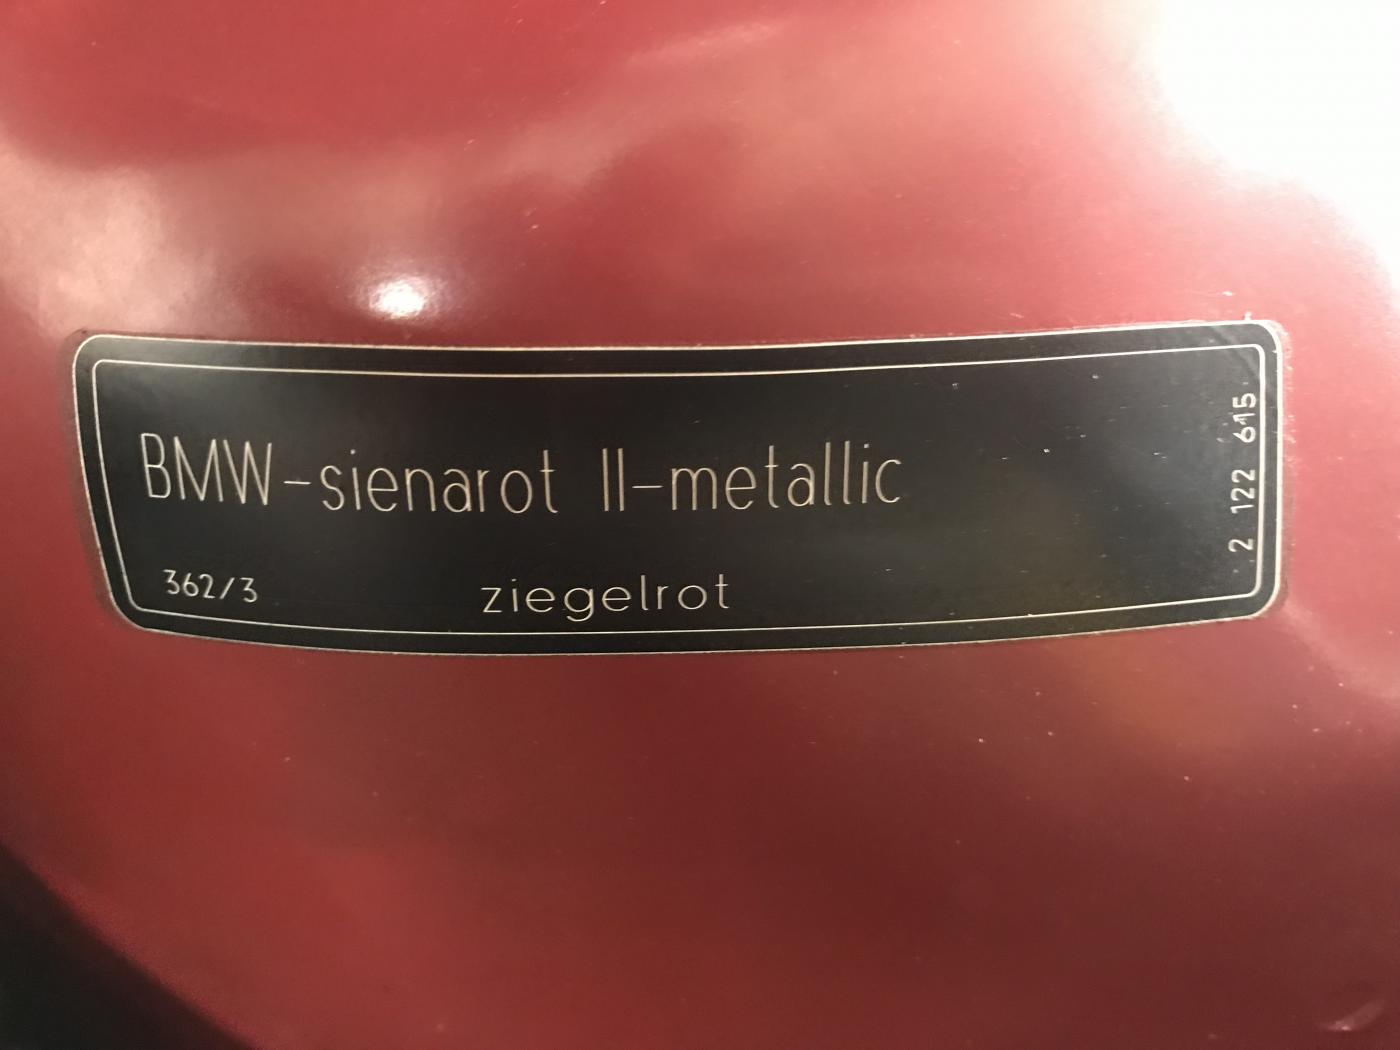 BMW-sienarot II-metallic
362/3 ziegelrot
2 122 615